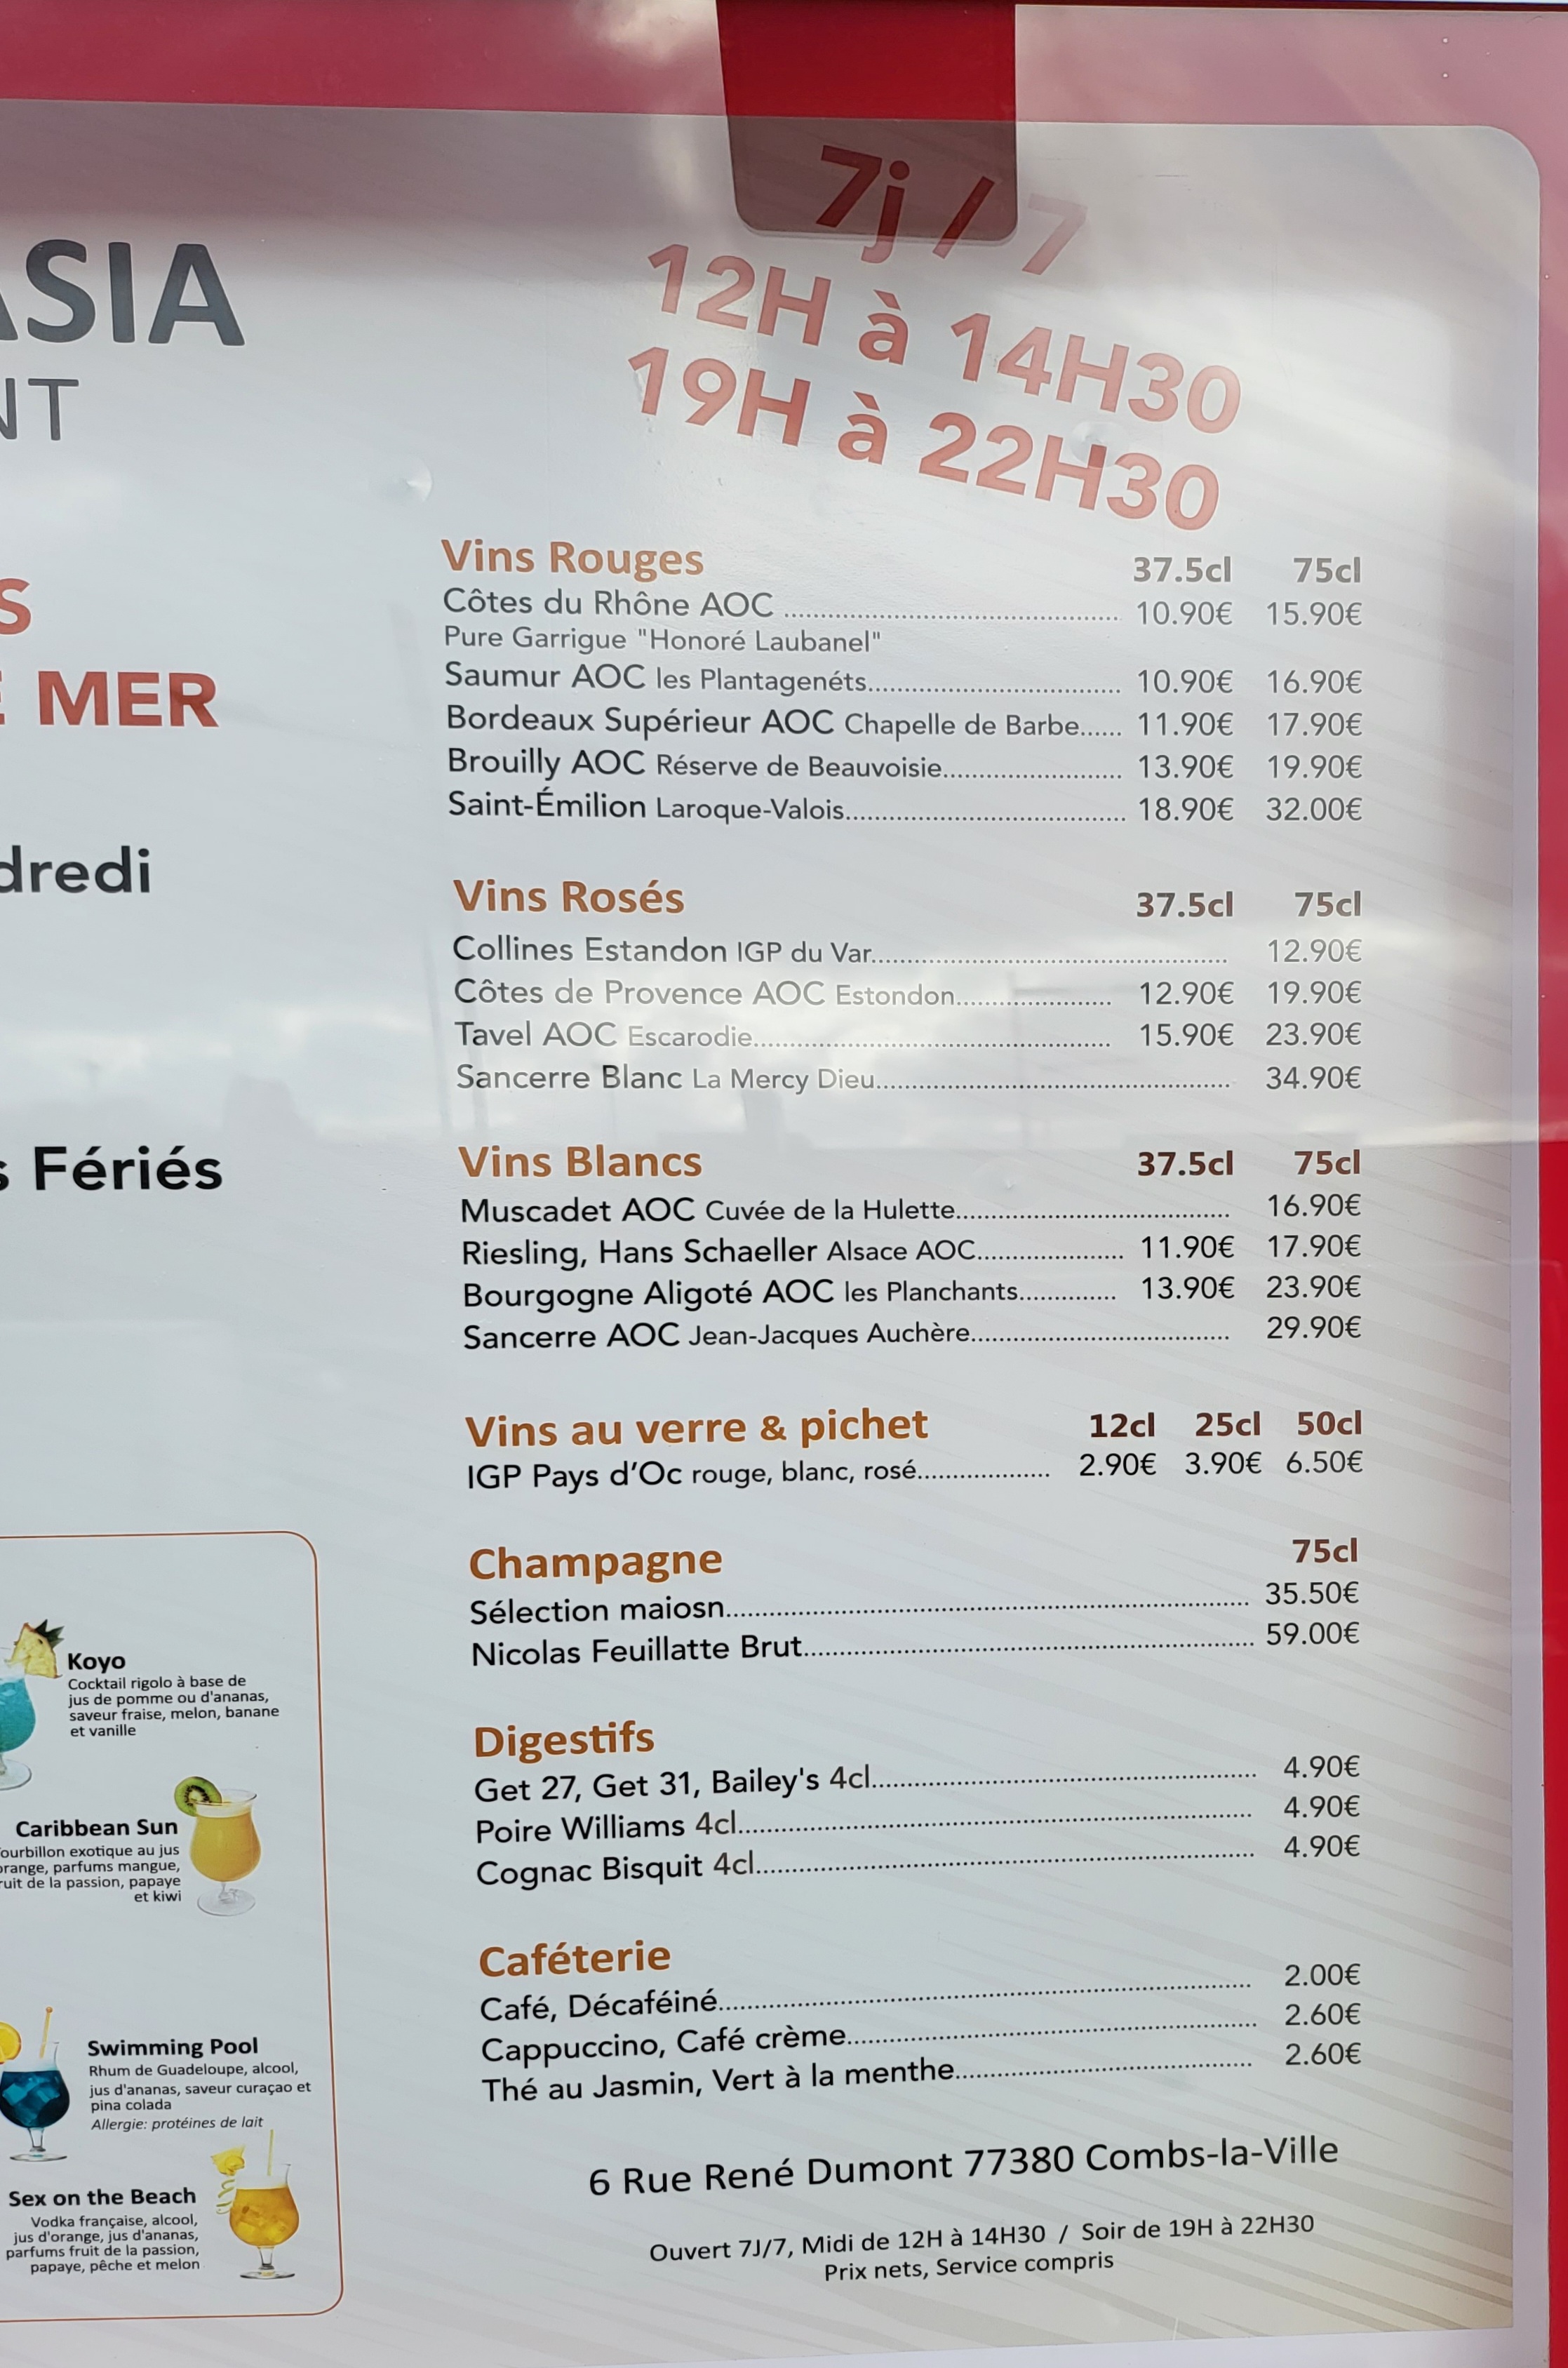 7j / 7
12H à 14H30
19H à 22H30
ASIA
NT
S
E MER
dredi
s Fériés
Vins Rouges 37.5cl 75cl
Côtes du Rhône AOC ........ 10.90€ 15.90€
Pure Garrigue "Honoré Laubanel"
Saumur AOC les Plantagenéts........ 10.90€ 16.90€
Bordeaux Supérieur AOC Chapelle de Barbe...... 11.90€ 17.90€
Brouilly AOC Réserve de Beauvoisie........ 13.90€ 19.90€
Saint-Émilion Laroque-Valois........ 18.90€ 32.00€
Vins Rosés 37.5cl 75cl
Collines Estandon IGP du Var........ 12.90€
Côtes de Provence AOC Estondon........ 12.90€ 19.90€
Tavel AOC Escarodie........ 15.90€ 23.90€
Sancerre Blanc La Mercy Dieu........ 34.90€
Vins Blancs 37.5cl 75cl
Muscadet AOC Cuvée de la Hulette........ 16.90€
Riesling, Hans Schaeller Alsace AOC........ 11.90€ 17.90€
Bourgogne Aligoté AOC les Planchants........ 13.90€ 23.90€
Sancerre AOC Jean-Jacques Auchère........ 29.90€
Vins au verre & pichet 12cl 25cl 50cl
IGP Pays d'Oc rouge, blanc, rosé........ 2.90€ 3.90€ 6.50€
Champagne 75cl
Sélection maiosn........ 35.50€
Nicolas Feuillatte Brut........ 59.00€
Digestifs
Get 27, Get 31, Bailey's 4cl........ 4.90€
Poire Williams 4cl........ 4.90€
Cognac Bisquit 4cl........ 4.90€
Caféterie
Café, Décaféiné........ 2.00€
Cappuccino, Café crème........ 2.60€
Thé au Jasmin, Vert à la menthe........ 2.60€
6 Rue René Dumont 77380 Combs-la-Ville
Ouvert 7J/7, Midi de 12H à 14H30 / Soir de 19H à 22H30
Prix nets, Service compris
Koyo
Cocktail rigolo à base de
jus de pomme ou d'ananas,
saveur fraise, melon, banane
et vanille
Caribbean Sun
ourbillon exotique au jus
orange, parfums mangue,
ruit de la passion, papaye
et kiwi
Swimming Pool
Rhum de Guadeloupe, alcool,
jus d'ananas, saveur curaçao et
pina colada
Allergie: protéines de lait
Sex on the Beach
Vodka française, alcool,
jus d'orange, jus d'ananas,
parfums fruit de la passion,
papaye, pêche et melon